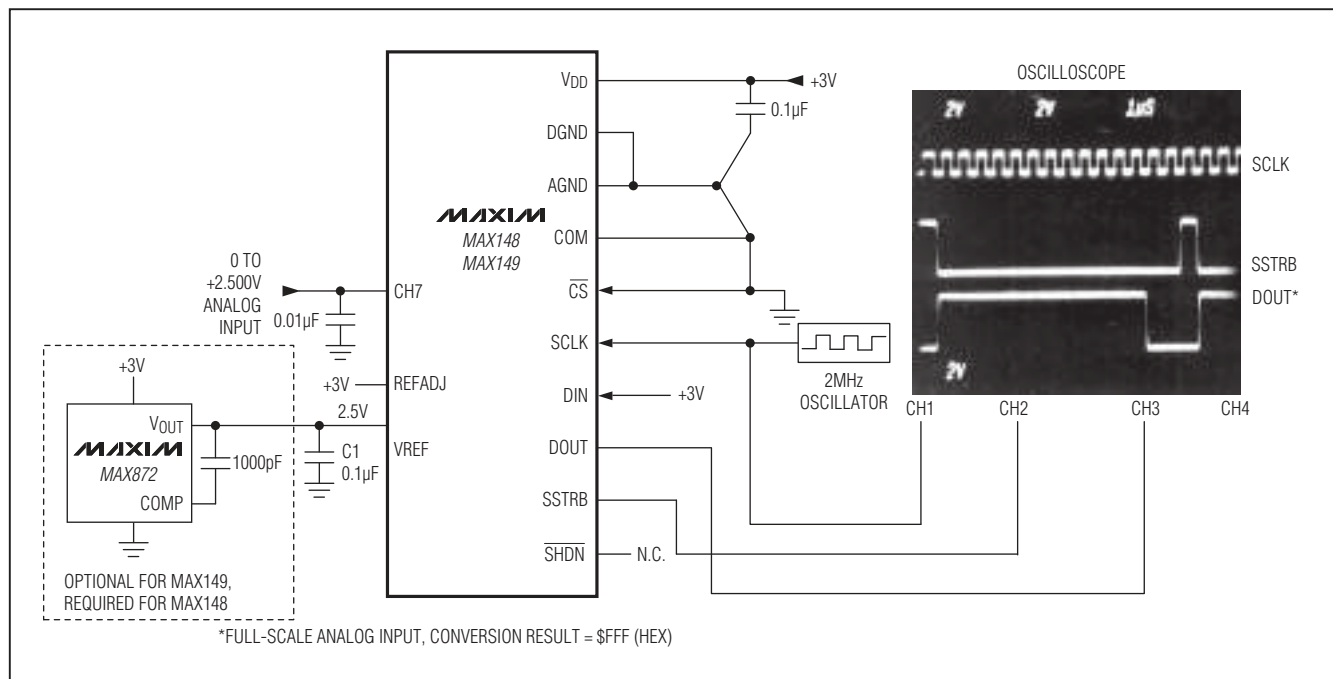 VDD
+3V
0.1µF
DGND
AGND
MAXIM
MAX148
MAX149
COM
CS
0 TO
+2.500V
ANALOG
INPUT
CH7
0.01µF
SCLK
2MHz
OSCILLATOR
+3V
+3V
REFADJ
DIN
+3V
2.5V
VOUT
MAXIM
MAX872
1000pF
C1
0.1µF
VREF
DOUT
COMP
SSTRB
SHDN
N.C.
OPTIONAL FOR MAX149,
REQUIRED FOR MAX148
OSCILLOSCOPE
2V 2V 1µS
SCLK
SSTRB
DOUT*
2V
CH1 CH2 CH3 CH4
*FULL-SCALE ANALOG INPUT, CONVERSION RESULT = $FFF (HEX)